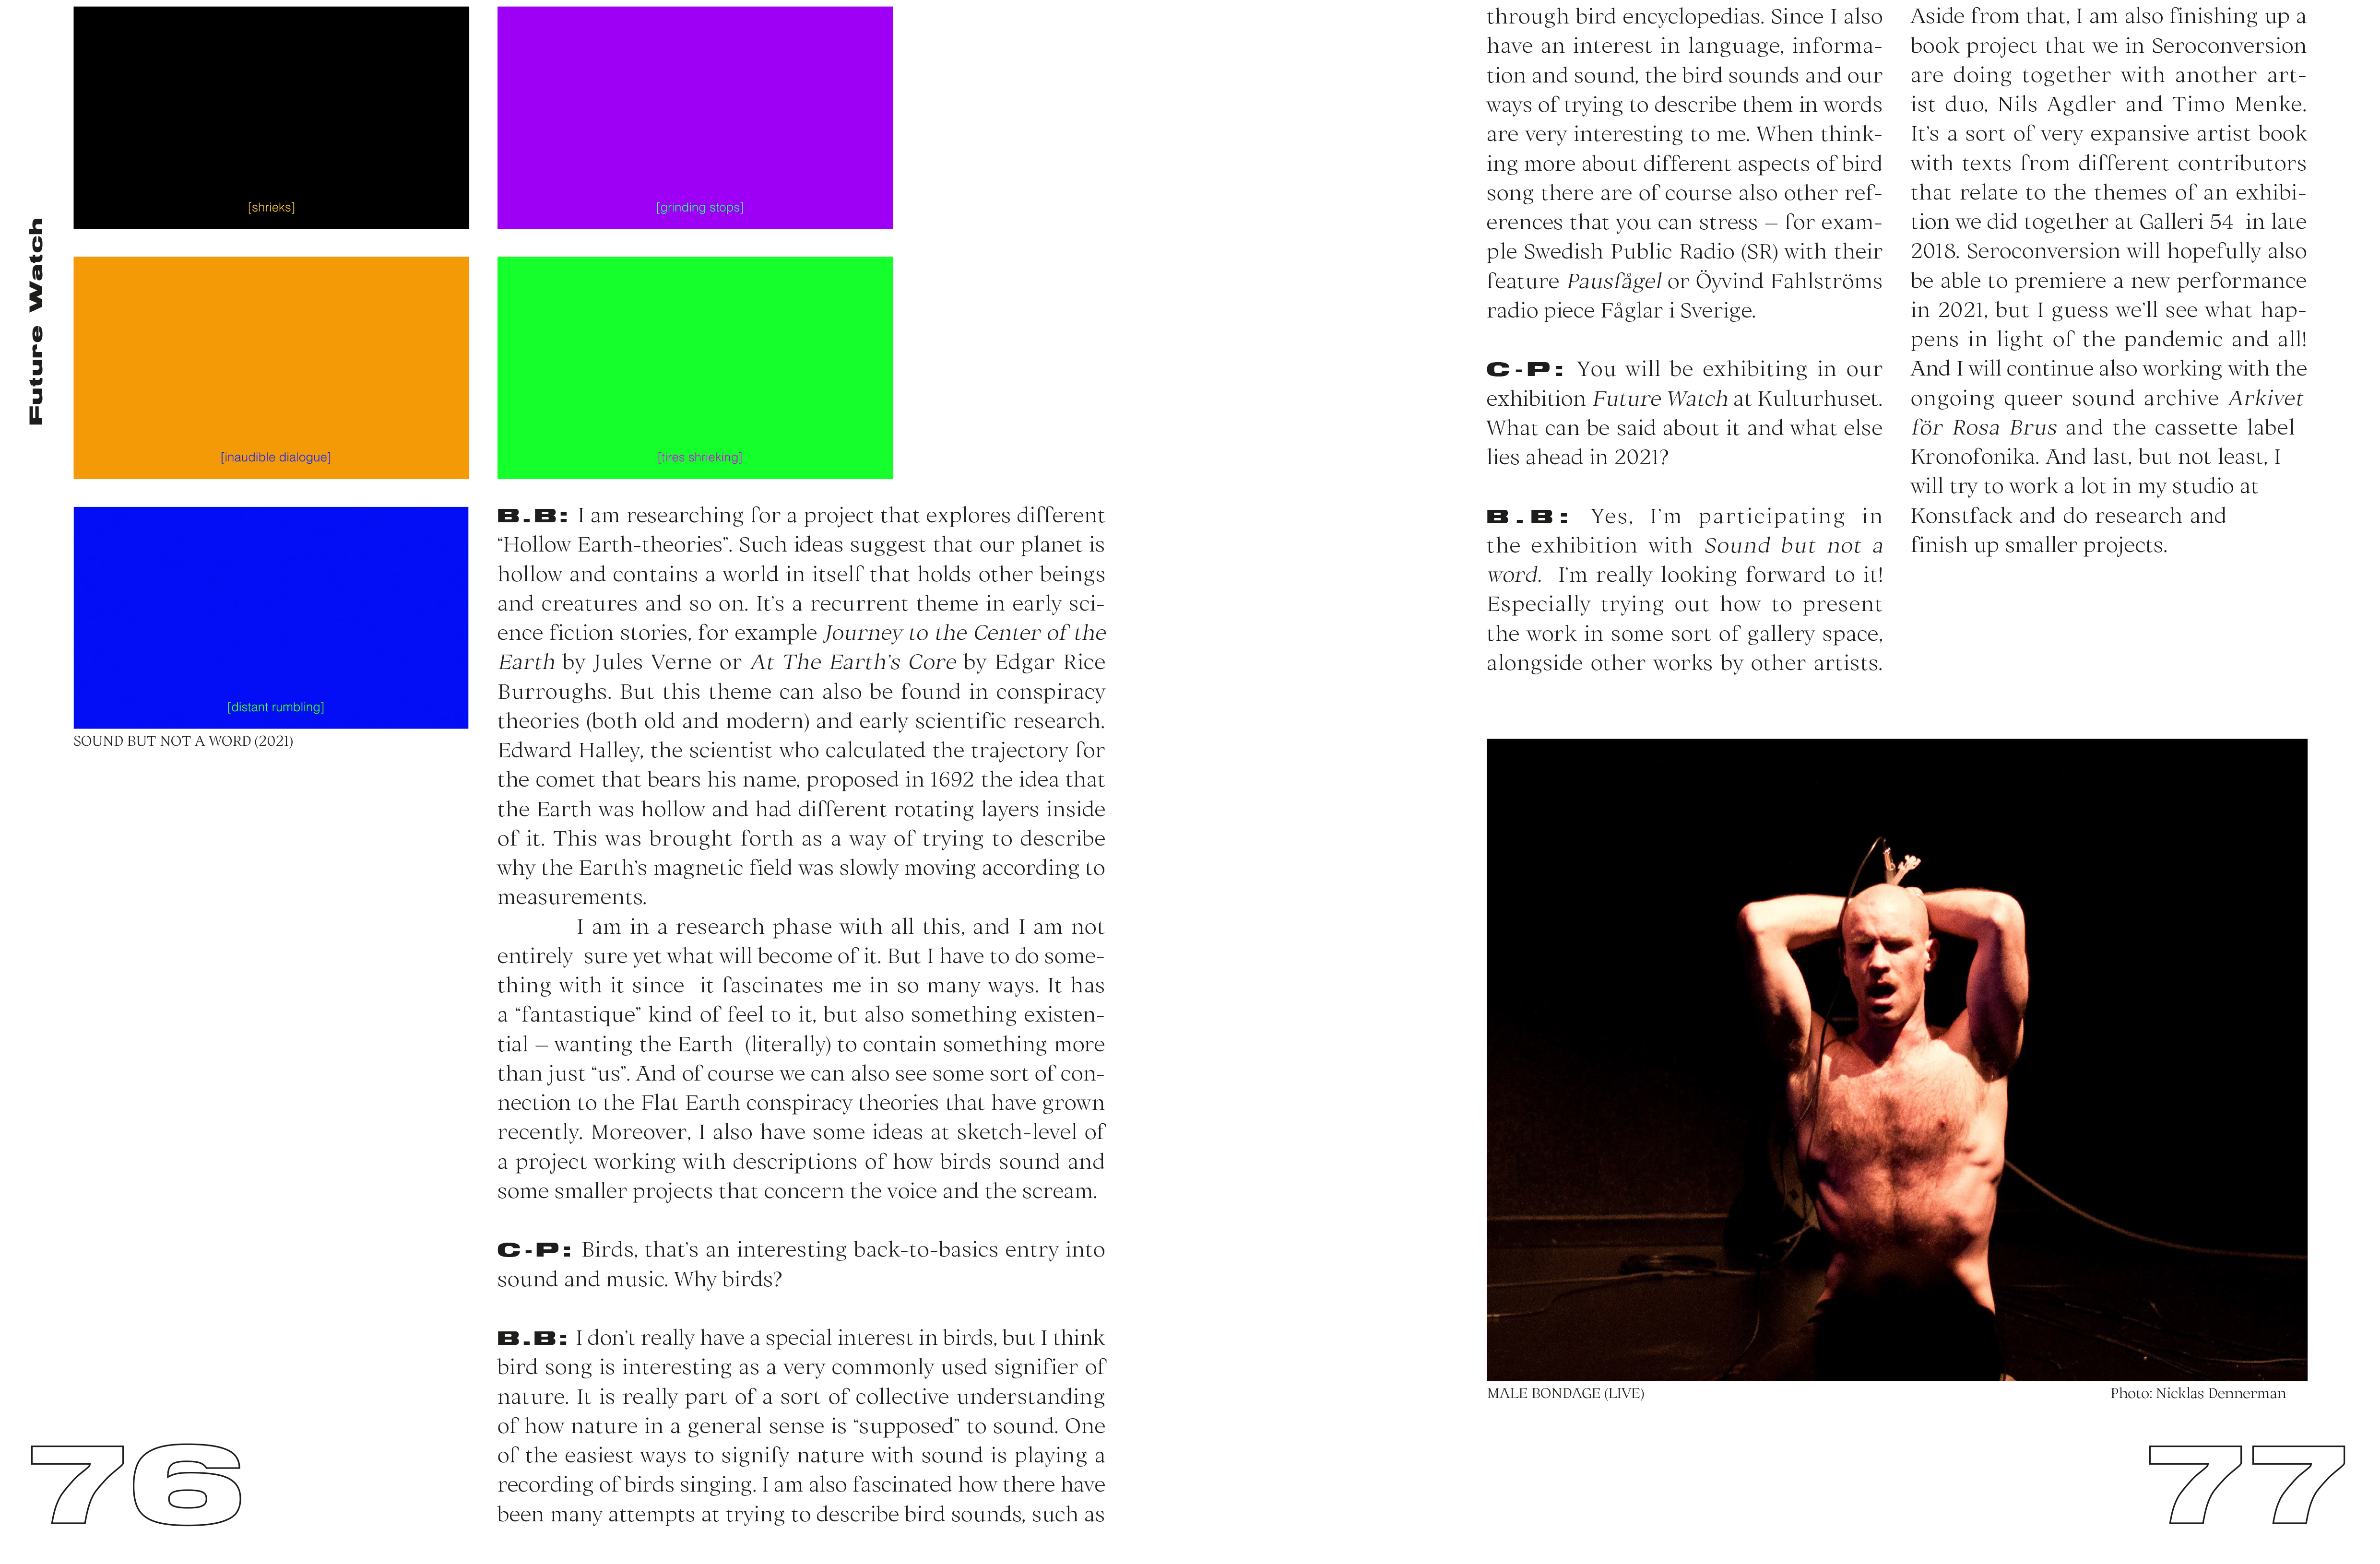 Future Watch
[shrieks]
[grinding stops]
[inaudible dialogue]
[tires shrieking]
[distant rumbling]
SOUND BUT NOT A WORD (2021)
B.B: I am researching for a project that explores different
“Hollow Earth-theories”. Such ideas suggest that our planet is
hollow and contains a world in itself that holds other beings
and creatures and so on. It’s a recurrent theme in early sci-
ence fiction stories, for example Journey to the Center of the
Earth by Jules Verne or At The Earth’s Core by Edgar Rice
Burroughs. But this theme can also be found in conspiracy
theories (both old and modern) and early scientific research.
Edward Halley, the scientist who calculated the trajectory for
the comet that bears his name, proposed in 1692 the idea that
the Earth was hollow and had different rotating layers inside
of it. This was brought forth as a way of trying to describe
why the Earth’s magnetic field was slowly moving according to
measurements.
I am in a research phase with all this, and I am not
entirely sure yet what will become of it. But I have to do some-
thing with it since it fascinates me in so many ways. It has
a “fantastique” kind of feel to it, but also something existen-
tial – wanting the Earth (literally) to contain something more
than just “us”. And of course we can also see some sort of con-
nection to the Flat Earth conspiracy theories that have grown
recently. Moreover, I also have some ideas at sketch-level of
a project working with descriptions of how birds sound and
some smaller projects that concern the voice and the scream.
C-P: Birds, that’s an interesting back-to-basics entry into
sound and music. Why birds?
B.B: I don’t really have a special interest in birds, but I think
bird song is interesting as a very commonly used signifier of
nature. It is really part of a sort of collective understanding
of how nature in a general sense is “supposed” to sound. One
of the easiest ways to signify nature with sound is playing a
recording of birds singing. I am also fascinated how there have
been many attempts at trying to describe bird sounds, such as
76
through bird encyclopedias. Since I also
have an interest in language, informa-
tion and sound, the bird sounds and our
ways of trying to describe them in words
are very interesting to me. When think-
ing more about different aspects of bird
song there are of course also other ref-
erences that you can stress – for exam-
ple Swedish Public Radio (SR) with their
feature Pausfågel or Öyvind Fahlströms
radio piece Fåglar i Sverige.
C-P: You will be exhibiting in our
exhibition Future Watch at Kulturhuset.
What can be said about it and what else
lies ahead in 2021?
B.B: Yes, I’m participating in
the exhibition with Sound but not a
word. I’m really looking forward to it!
Especially trying out how to present
the work in some sort of gallery space,
alongside other works by other artists.
Aside from that, I am also finishing up a
book project that we in Seroconversion
are doing together with another art-
ist duo, Nils Agdler and Timo Menke.
It’s a sort of very expansive artist book
with texts from different contributors
that relate to the themes of an exhibi-
tion we did together at Galleri 54 in late
2018. Seroconversion will hopefully also
be able to premiere a new performance
in 2021, but I guess we’ll see what hap-
pens in light of the pandemic and all!
And I will continue also working with the
ongoing queer sound archive Arkivet
för Rosa Brus and the cassette label
Kronofonika. And last, but not least, I
will try to work a lot in my studio at
Konstfack and do research and
finish up smaller projects.
MALE BONDAGE (LIVE)
Photo: Nicklas Dennerman
77